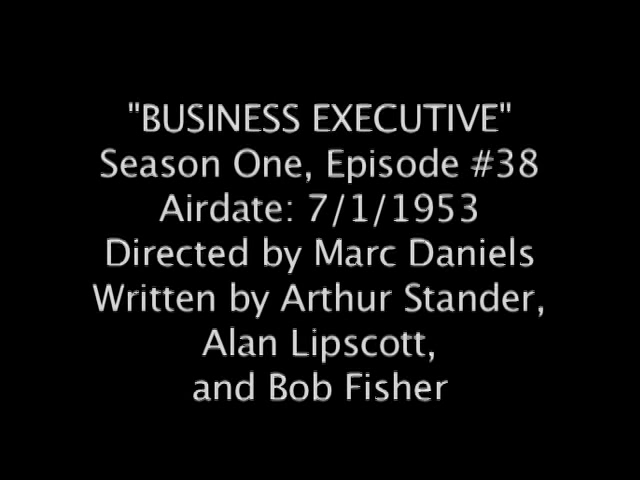 "BUSINESS EXECUTIVE"
Season One, Episode #38
Airdate: 7/1/1953
Directed by Marc Daniels
Written by Arthur Stander,
Alan Lipscott,
and Bob Fisher